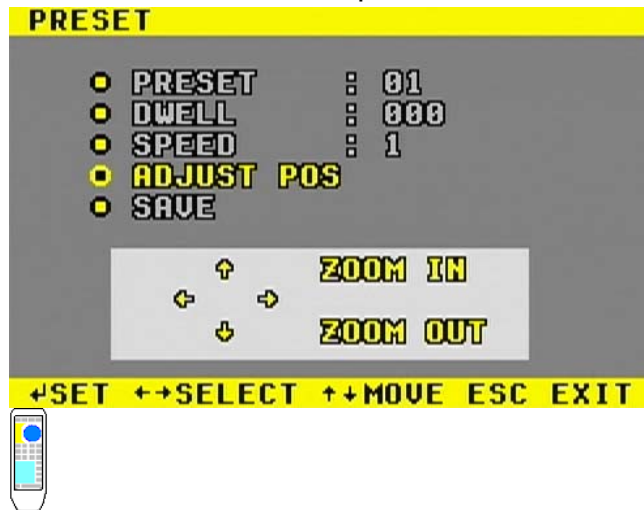 PRESET
PRESET : 01
DWELL : 000
SPEED : 1
ADJUST POS
SAVE
↑ ZOOM IN
← →
↓ ZOOM OUT
↵SET ←→SELECT ↑↓MOVE ESC EXIT